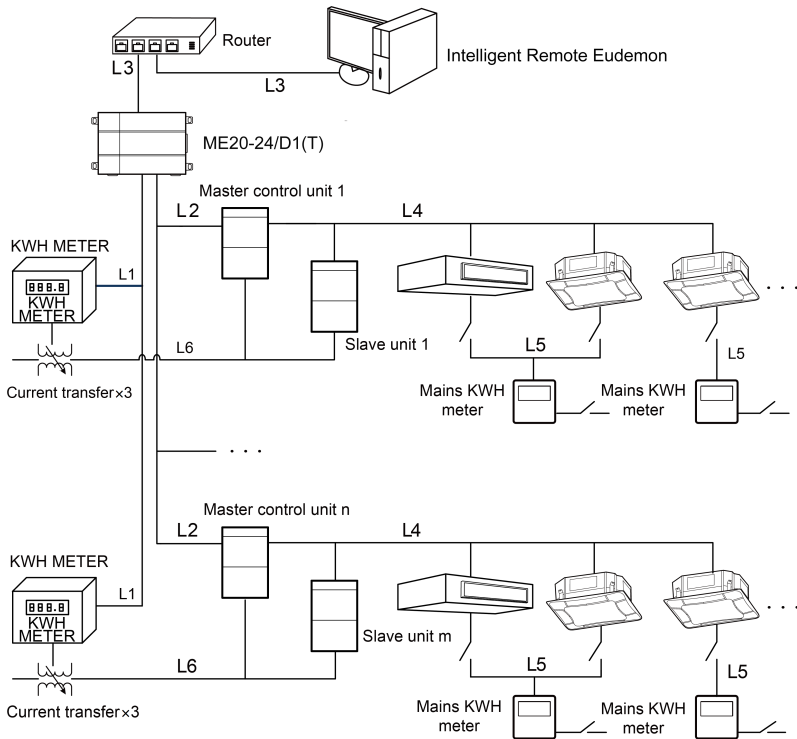 Router
Intelligent Remote Eudemon
L3
L3
ME20-24/D1(T)
Master control unit 1
L2
L4
KWH METER
L1
888.8
KWH
METER
. . .
L6
Slave unit 1
L5
L5
Current transfer×3
Mains KWH
meter
Mains KWH
meter
. . .
Master control unit n
L2
L4
KWH METER
L1
888.8
KWH
METER
. . .
Slave unit m
L6
L5
L5
Current transfer×3
Mains KWH
meter
Mains KWH
meter